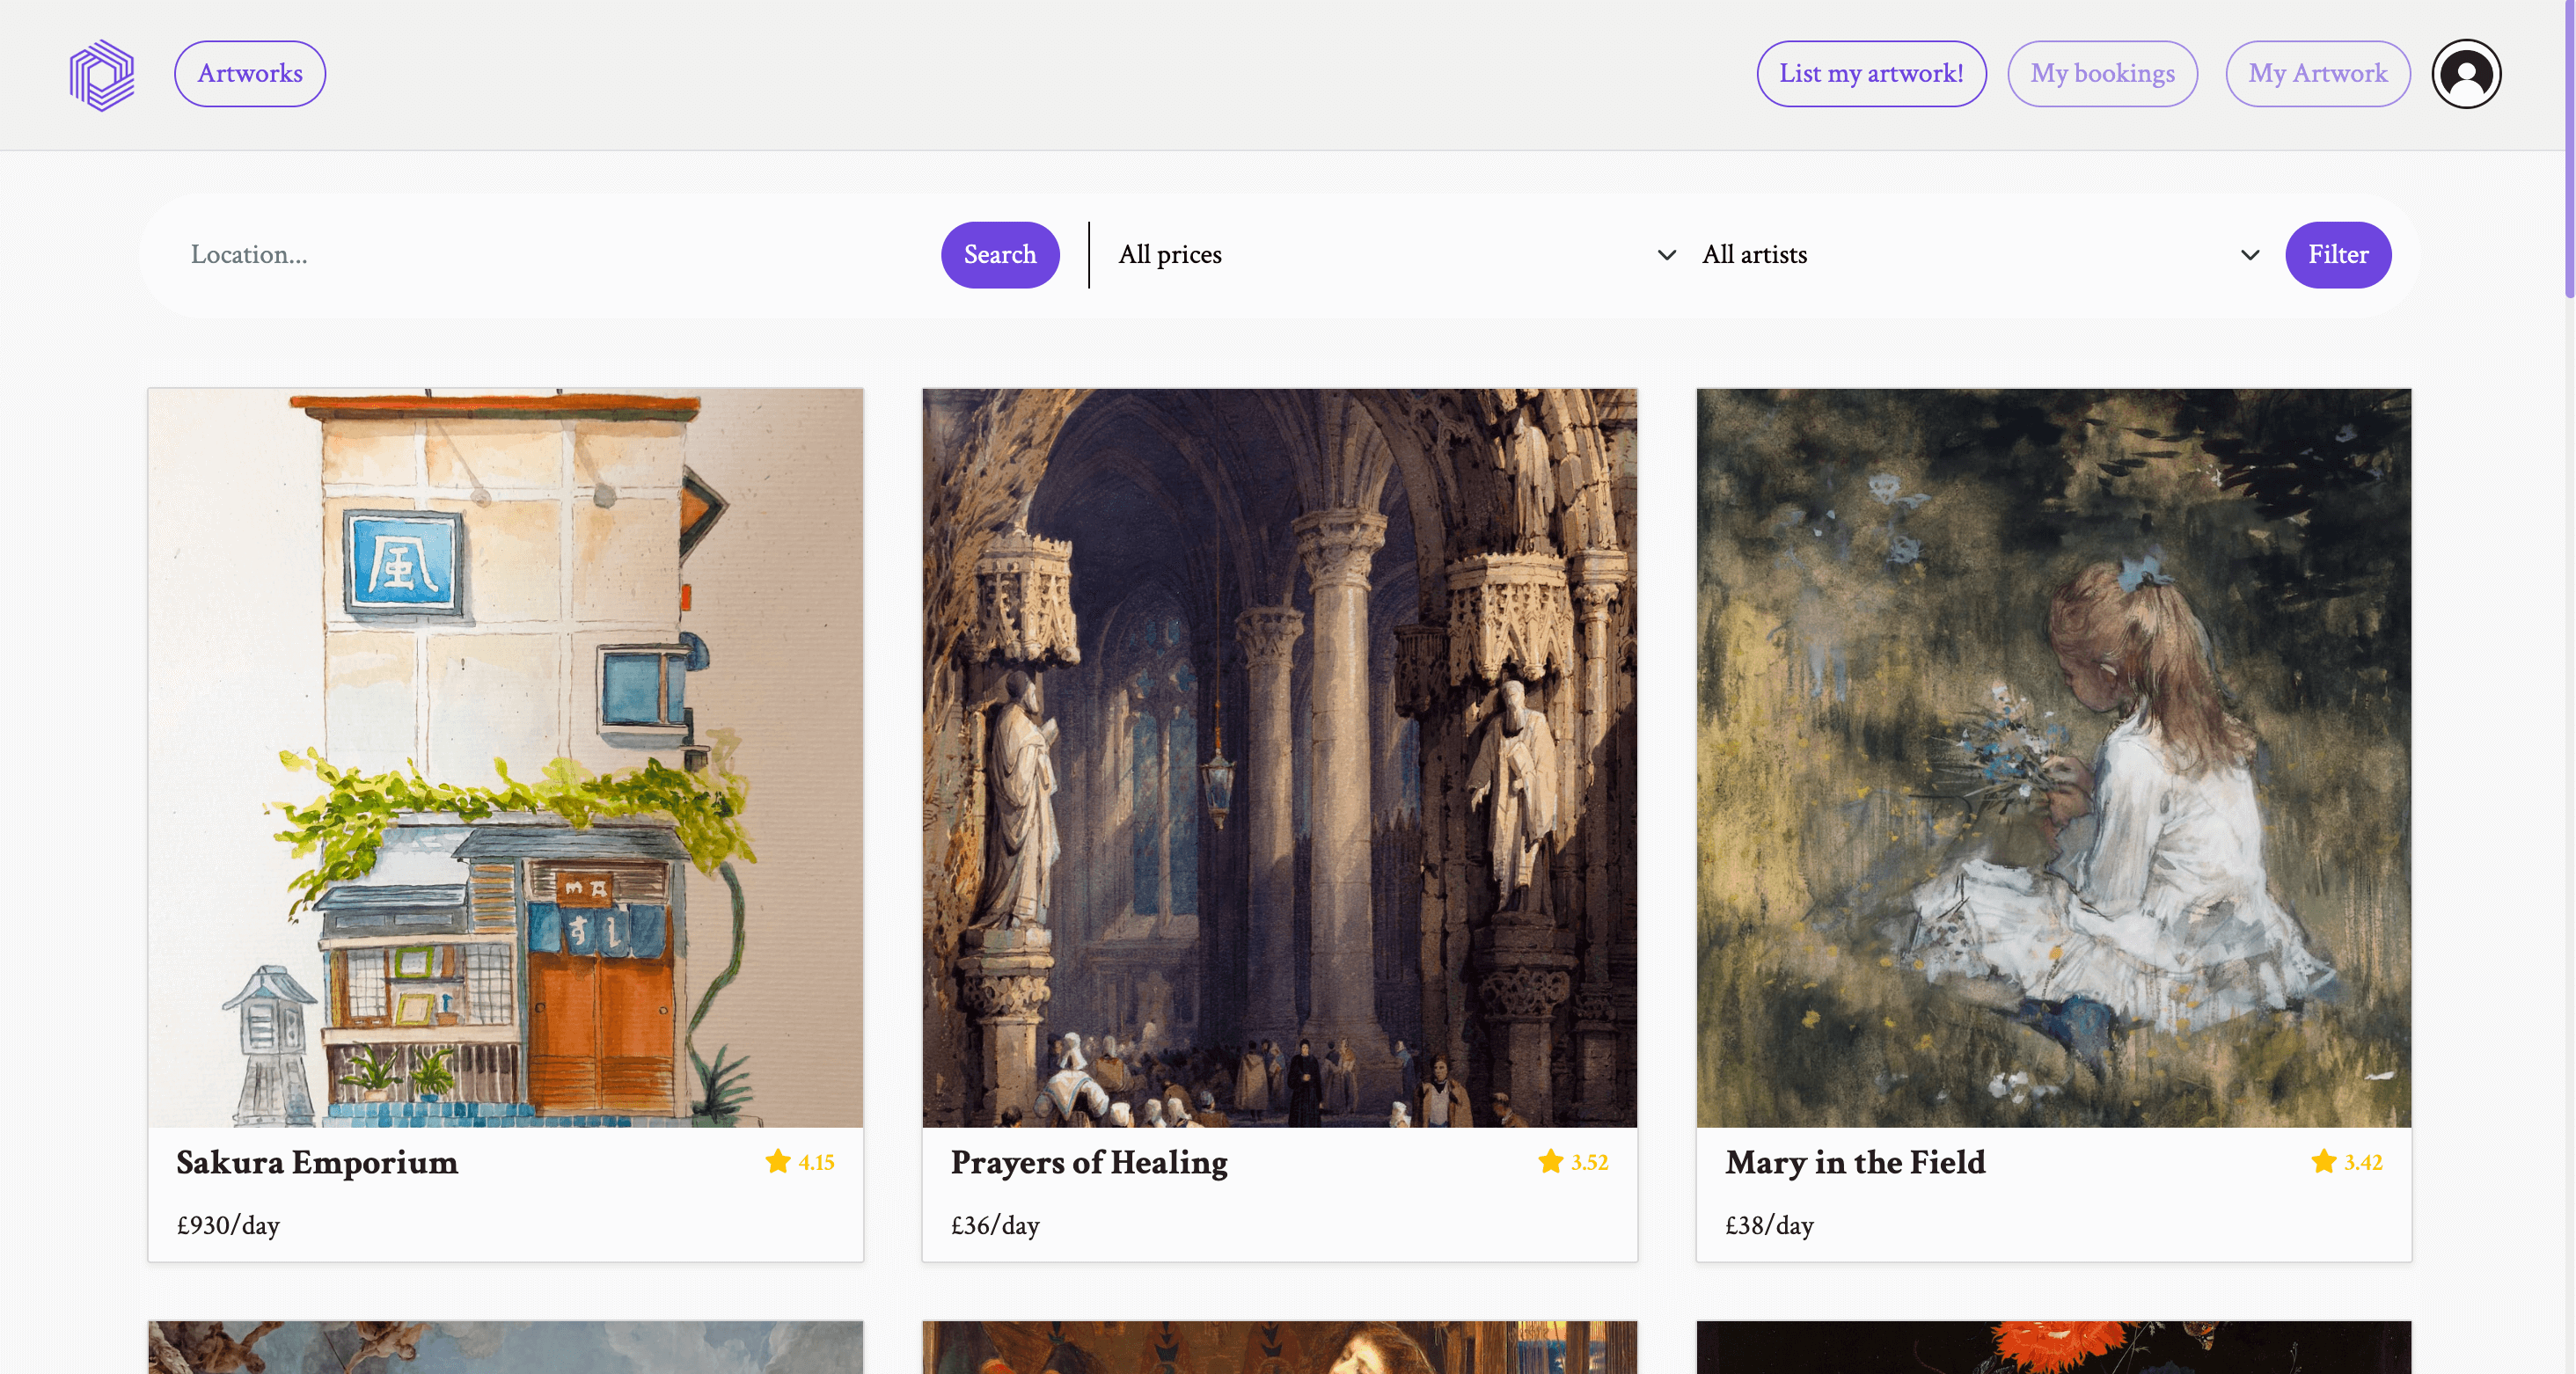 Artworks
List my artwork!
My bookings
My Artwork
Location...
Search
All prices
All artists
Filter
風
すし
Sakura Emporium
4.15
£930/day
Prayers of Healing
3.52
£36/day
Mary in the Field
3.42
£38/day